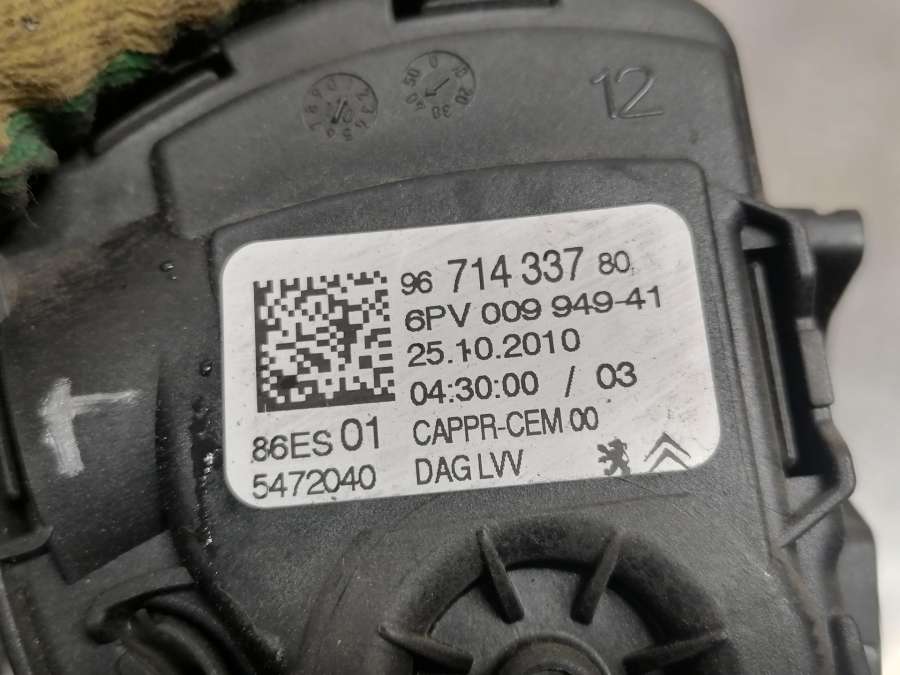 12
96 714 337 80
6PV 009 949-41
25.10.2010
04:30:00 / 03
86ES 01 CAPPR-CEM 00
5472040 DAG LVV